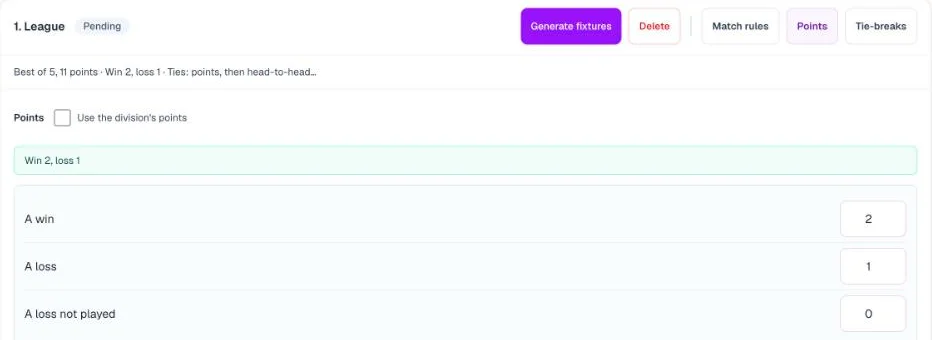 1. League Pending Generate fixtures Delete Match rules Points Tie-breaks
Best of 5, 11 points · Win 2, loss 1 · Ties: points, then head-to-head…
Points Use the division's points
Win 2, loss 1
A win 2
A loss 1
A loss not played 0